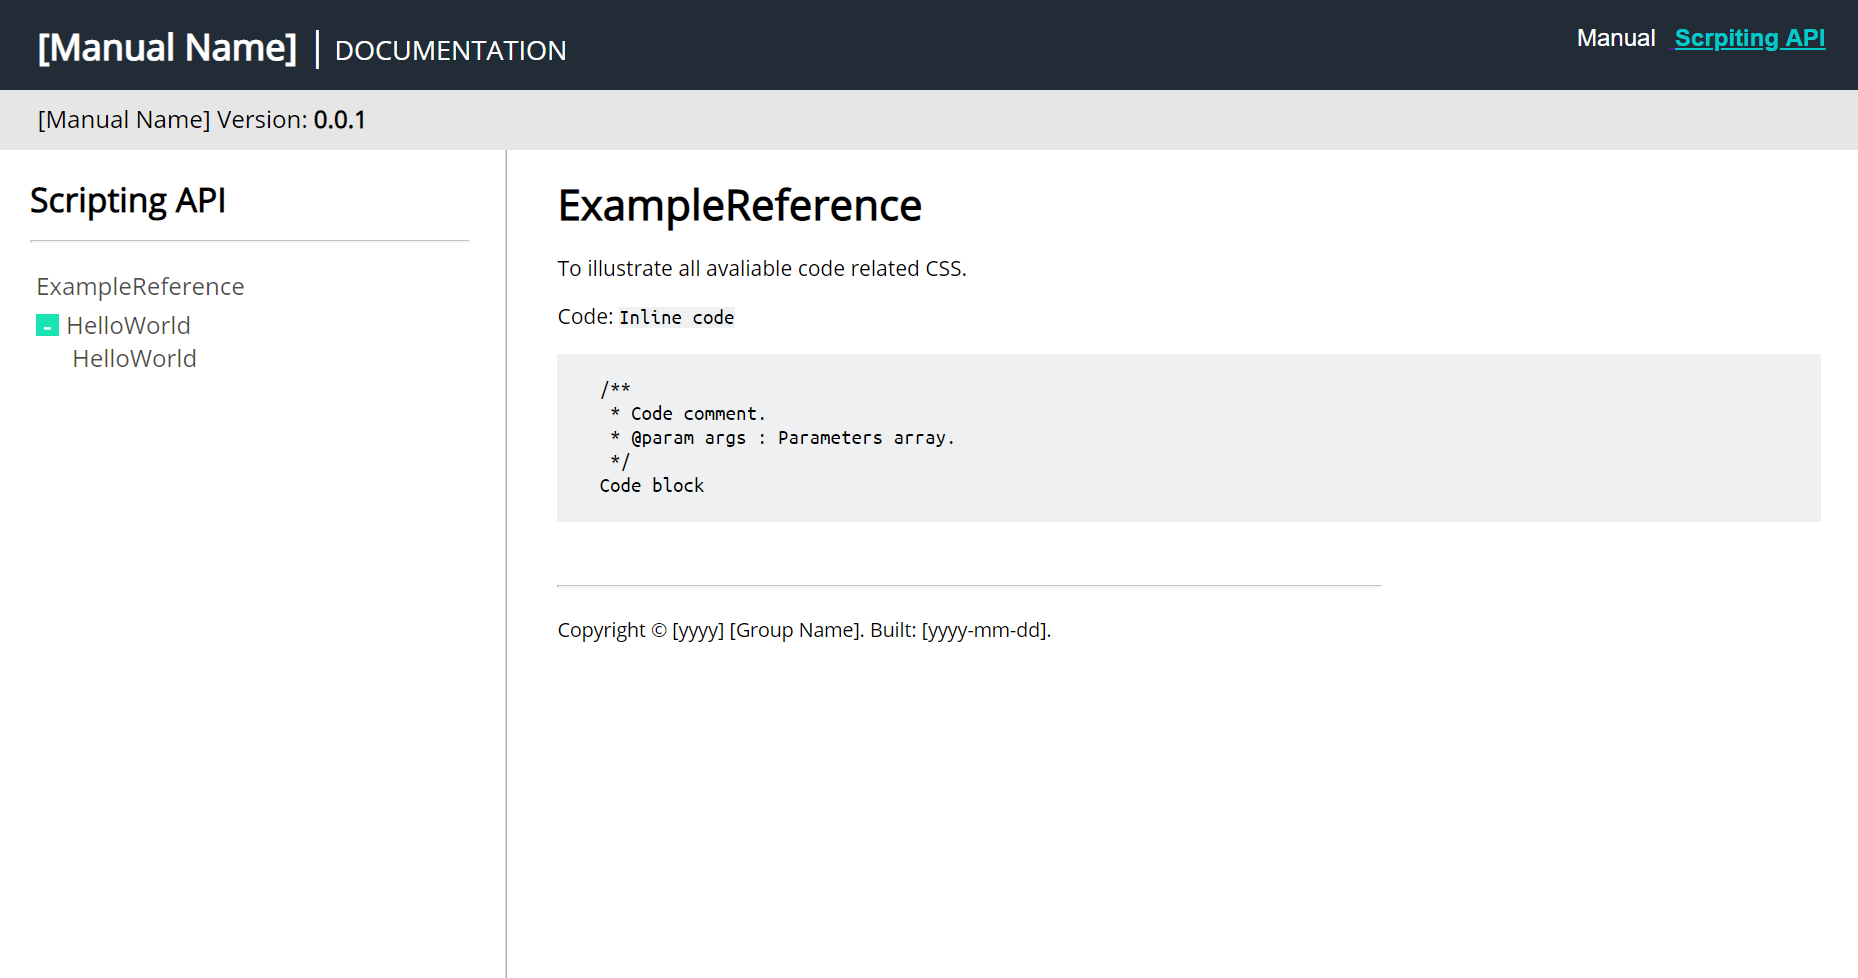 [Manual Name] | DOCUMENTATION
Manual Scrpiting API
[Manual Name] Version: 0.0.1
Scripting API
ExampleReference
- HelloWorld
HelloWorld
ExampleReference
To illustrate all avaliable code related CSS.
Code: Inline code
/**
 * Code comment.
 * @param args : Parameters array.
 */
Code block
Copyright © [yyyy] [Group Name]. Built: [yyyy-mm-dd].